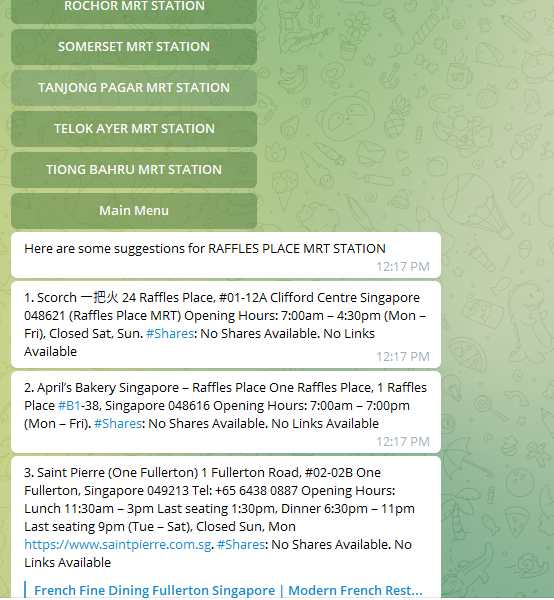 ROCHOR MRT STATION
SOMERSET MRT STATION
TANJONG PAGAR MRT STATION
TELOK AYER MRT STATION
TIONG BAHRU MRT STATION
Main Menu
Here are some suggestions for RAFFLES PLACE MRT STATION
12:17 PM
1. Scorch 一把火 24 Raffles Place, #01-12A Clifford Centre Singapore
048621 (Raffles Place MRT) Opening Hours: 7:00am – 4:30pm (Mon –
Fri), Closed Sat, Sun. #Shares: No Shares Available. No Links
Available
12:17 PM
2. April's Bakery Singapore – Raffles Place One Raffles Place, 1 Raffles
Place #B1-38, Singapore 048616 Opening Hours: 7:00am – 7:00pm
(Mon – Fri). #Shares: No Shares Available. No Links Available
12:17 PM
3. Saint Pierre (One Fullerton) 1 Fullerton Road, #02-02B One
Fullerton, Singapore 049213 Tel: +65 6438 0887 Opening Hours:
Lunch 11:30am – 3pm Last seating 1:30pm, Dinner 6:30pm – 11pm
Last seating 9pm (Tue – Sat), Closed Sun, Mon
https://www.saintpierre.com.sg. #Shares: No Shares Available. No
Links Available
French Fine Dining Fullerton Singapore | Modern French Rest...